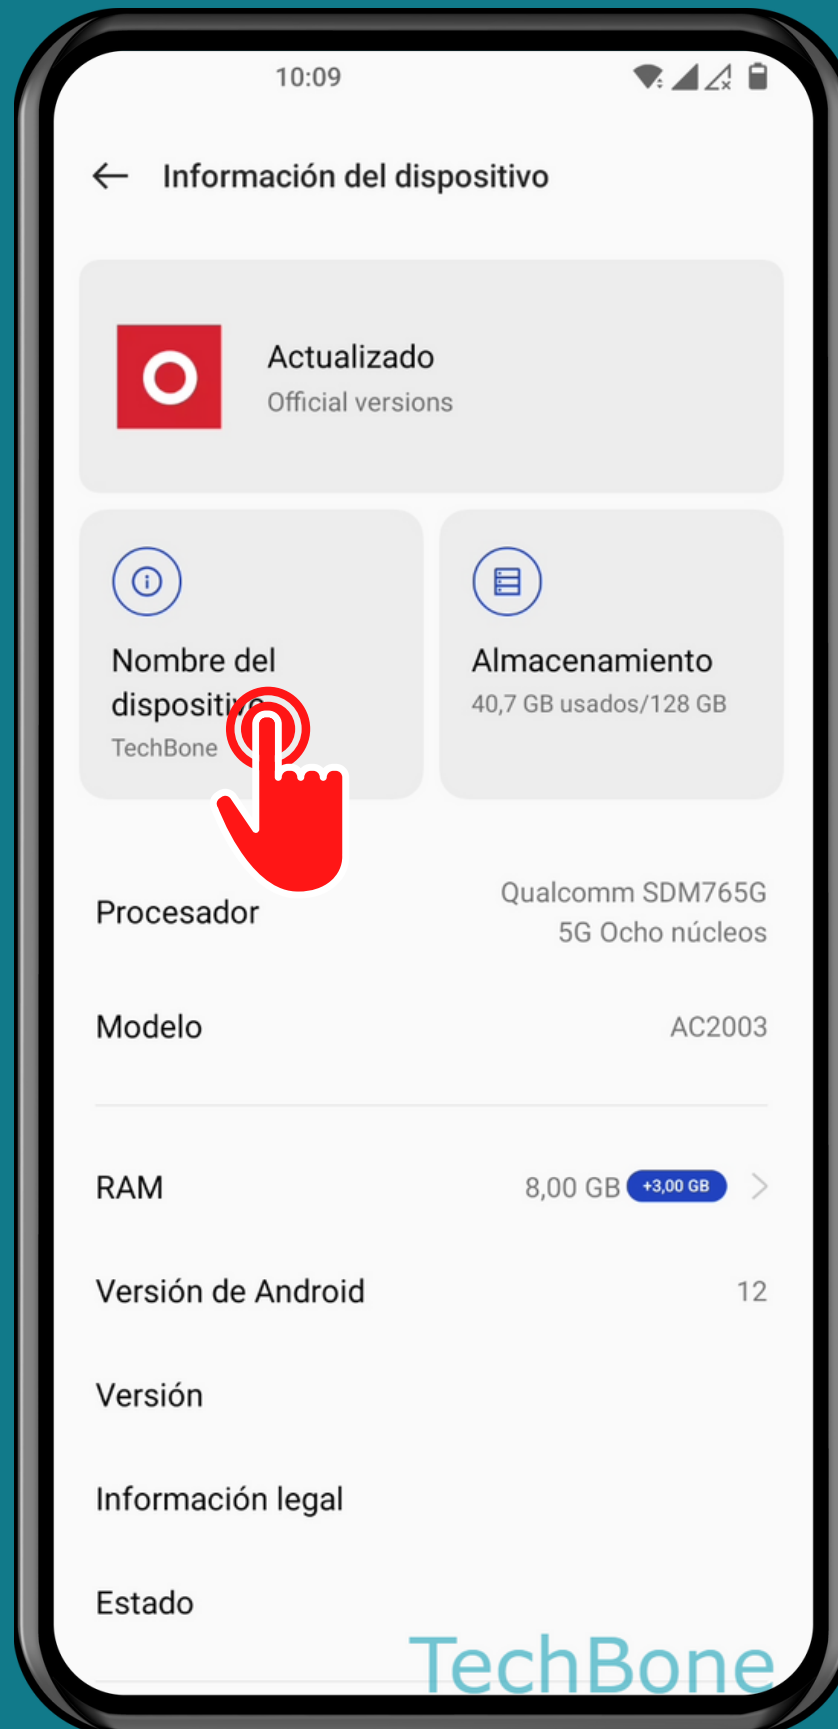 10:09
Información del dispositivo
Actualizado
Official versions
Nombre del
dispositivo
TechBone
Almacenamiento
40,7 GB usados/128 GB
Procesador
Qualcomm SDM765G
5G Ocho núcleos
Modelo
AC2003
RAM
8,00 GB +3,00 GB
Versión de Android
12
Versión
Información legal
Estado
TechBone